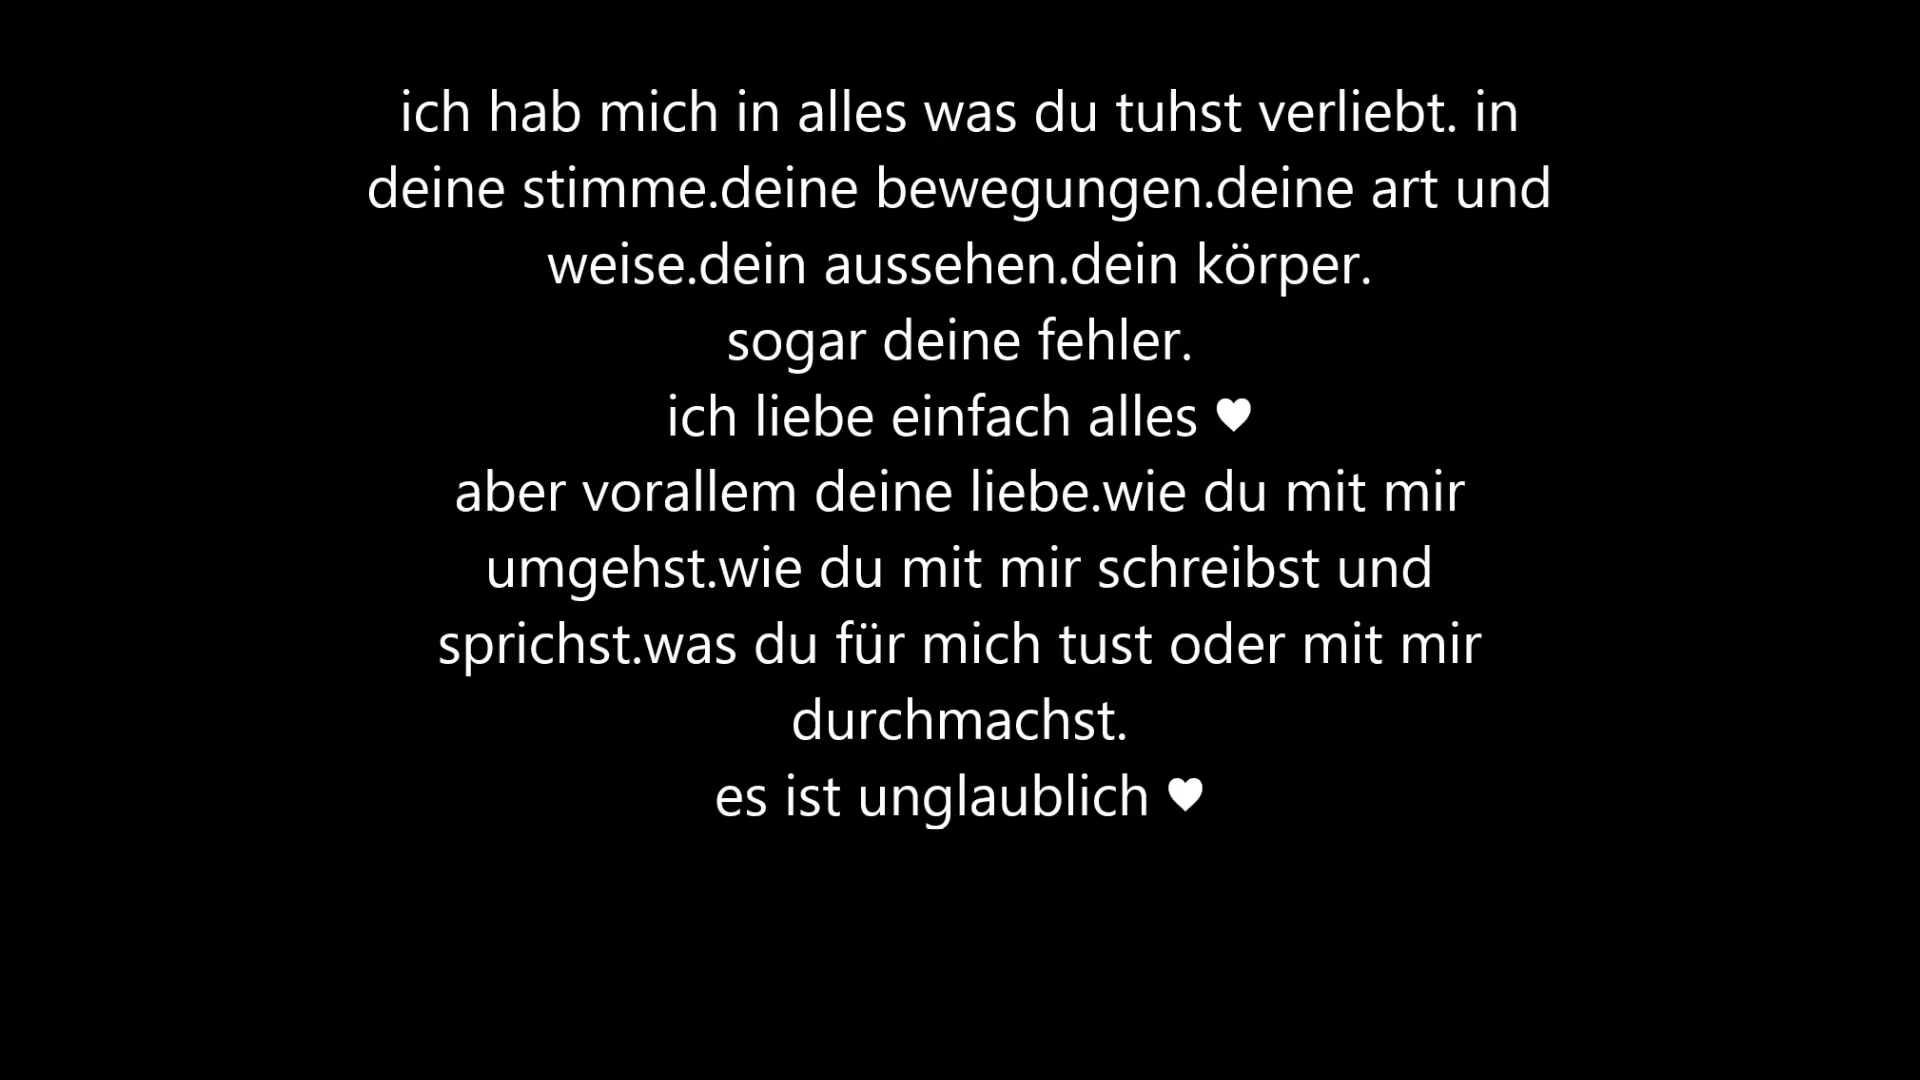 ich hab mich in alles was du tuhst verliebt. in
deine stimme.deine bewegungen.deine art und
weise.dein aussehen.dein körper.
sogar deine fehler.
ich liebe einfach alles ♥
aber vorallem deine liebe.wie du mit mir
umgehst.wie du mit mir schreibst und
sprichst.was du für mich tust oder mit mir
durchmachst.
es ist unglaublich ♥